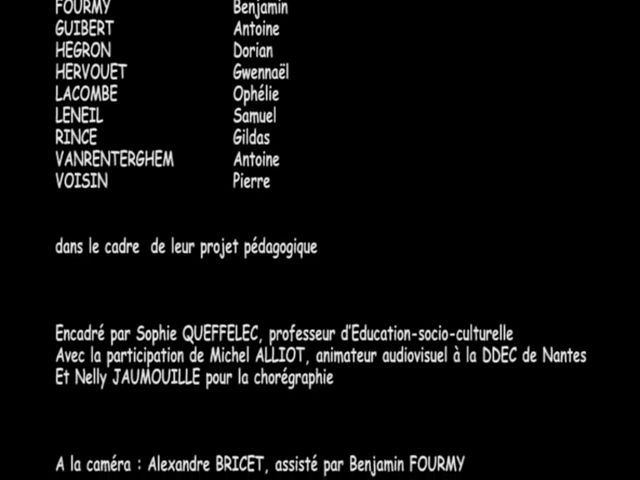 FOURMY Benjamin
GUIBERT Antoine
HEGRON Dorian
HERVOUET Gwennaël
LACOMBE Ophélie
LENEIL Samuel
RINCE Gildas
VANRENTERGHEM Antoine
VOISIN Pierre
dans le cadre  de leur projet pédagogique
Encadré par Sophie QUEFFELEC, professeur d'Education-socio-culturelle
Avec la participation de Michel ALLIOT, animateur audiovisuel à la DDEC de Nantes
Et Nelly JAUMOUILLE pour la chorégraphie
A la caméra : Alexandre BRICET, assisté par Benjamin FOURMY